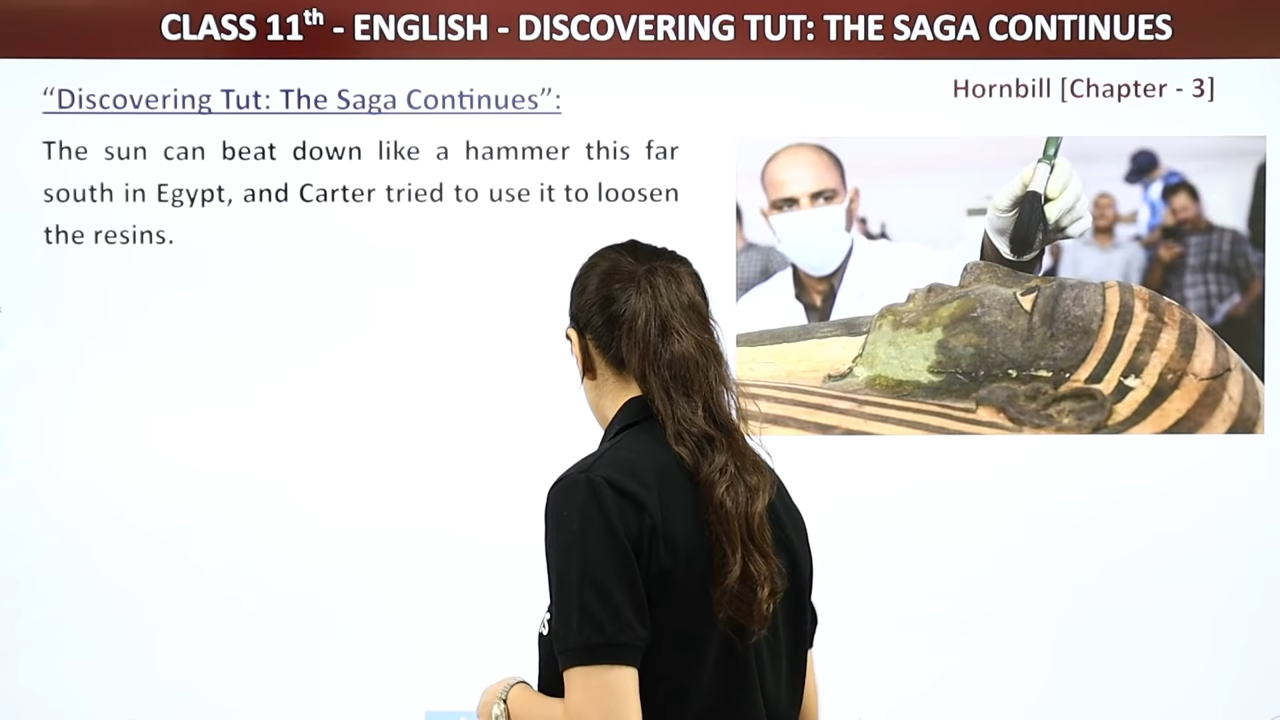 CLASS 11th - ENGLISH - DISCOVERING TUT: THE SAGA CONTINUES
“Discovering Tut: The Saga Continues”:
Hornbill [Chapter - 3]
The sun can beat down like a hammer this far
south in Egypt, and Carter tried to use it to loosen
the resins.